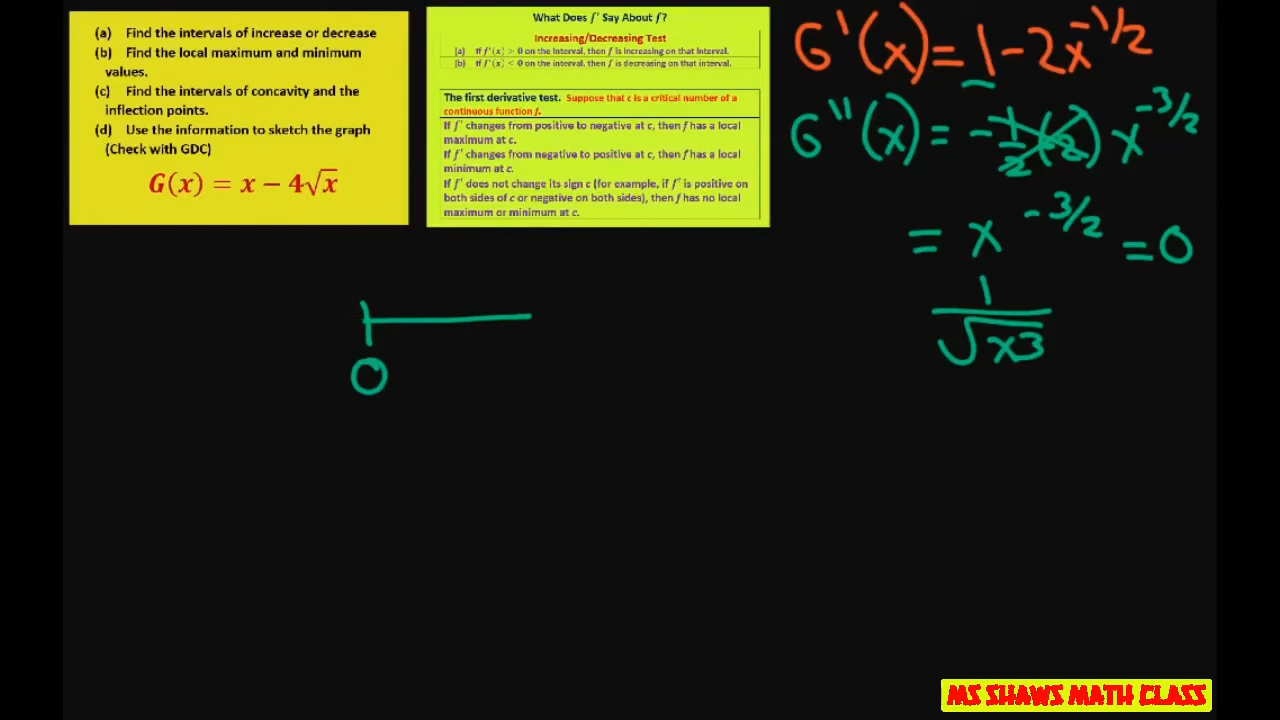 (a) Find the intervals of increase or decrease
(b) Find the local maximum and minimum
values.
(c) Find the intervals of concavity and the
inflection points.
(d) Use the information to sketch the graph
(Check with GDC)
G(x) = x − 4√x
What Does f′ Say About f?
Increasing/Decreasing Test
(a) If f′(x) > 0 on the interval, then f is increasing on that interval.
(b) If f′(x) < 0 on the interval, then f is decreasing on that interval.
The first derivative test. Suppose that c is a critical number of a
continuous function f.
If f′ changes from positive to negative at c, then f has a local
maximum at c.
If f′ changes from negative to positive at c, then f has a local
minimum at c.
If f′ does not change its sign c (for example, if f′ is positive on
both sides of c or negative on both sides), then f has no local
maximum or minimum at c.
G'(x) = 1 - 2x^-1/2
G''(x) = - 1/2 (-2) x^-3/2
= x^-3/2 = 0
1/√x3
0
MS SHAWS MATH CLASS